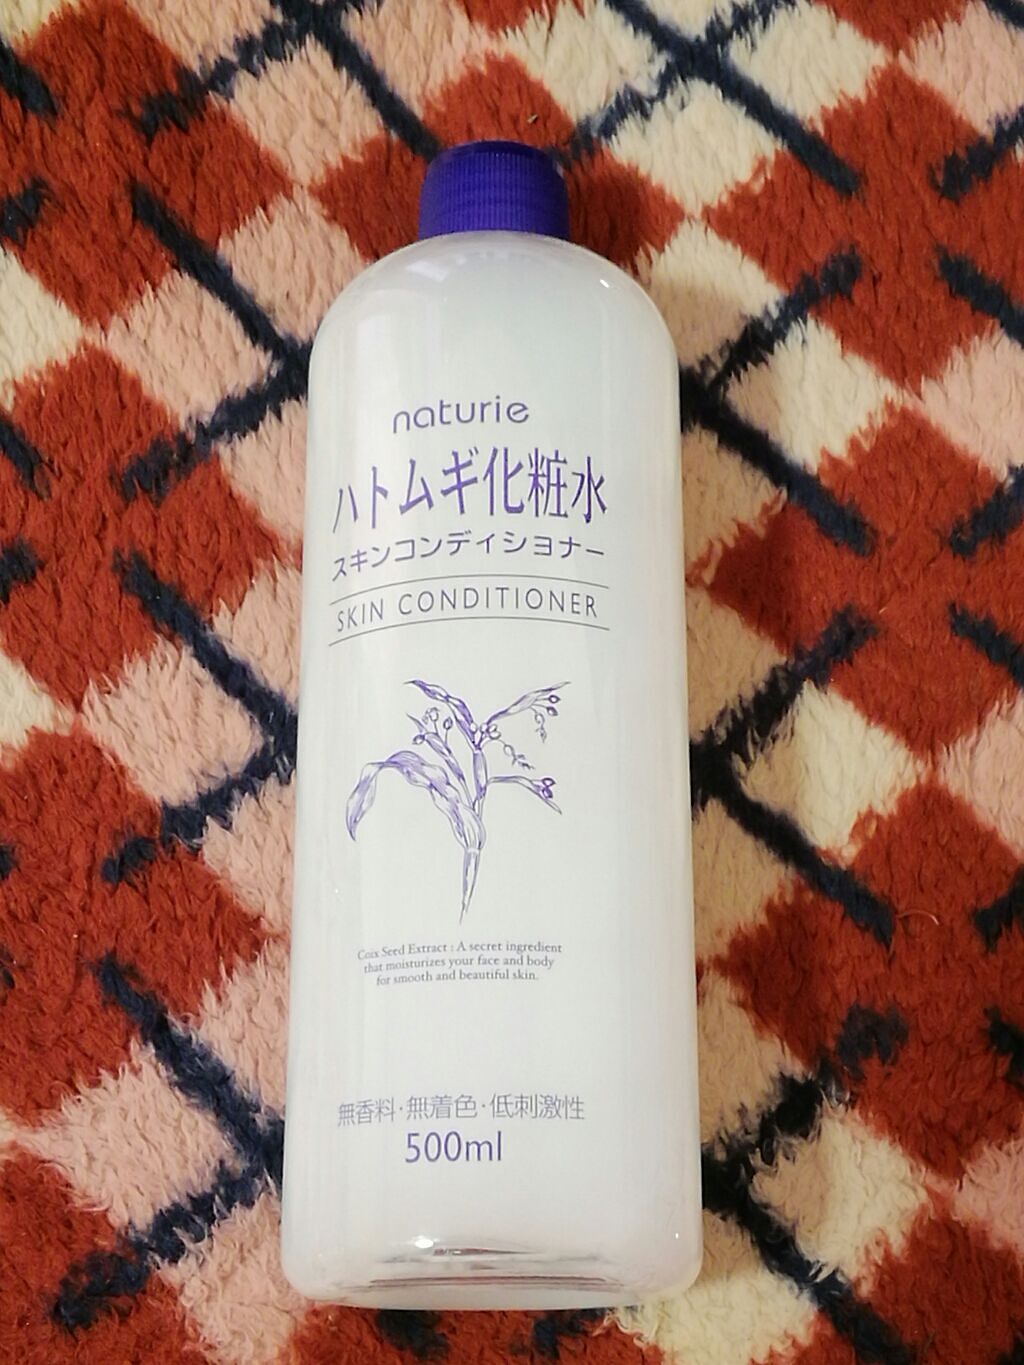 naturie
ハトムギ化粧水
スキンコンディショナー
SKIN CONDITIONER
Coix Seed Extract : A secret ingredient
that moisturizes your face and body
for smooth and beautiful skin.
無香料・無着色・低刺激性
500ml